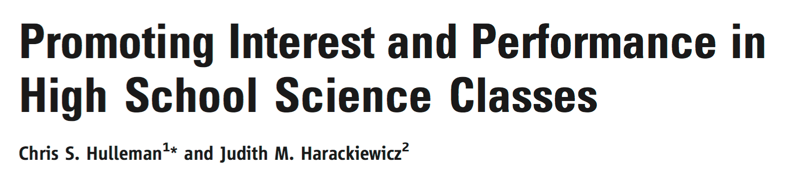 Promoting Interest and Performance in
High School Science Classes
Chris S. Hulleman¹* and Judith M. Harackiewicz²